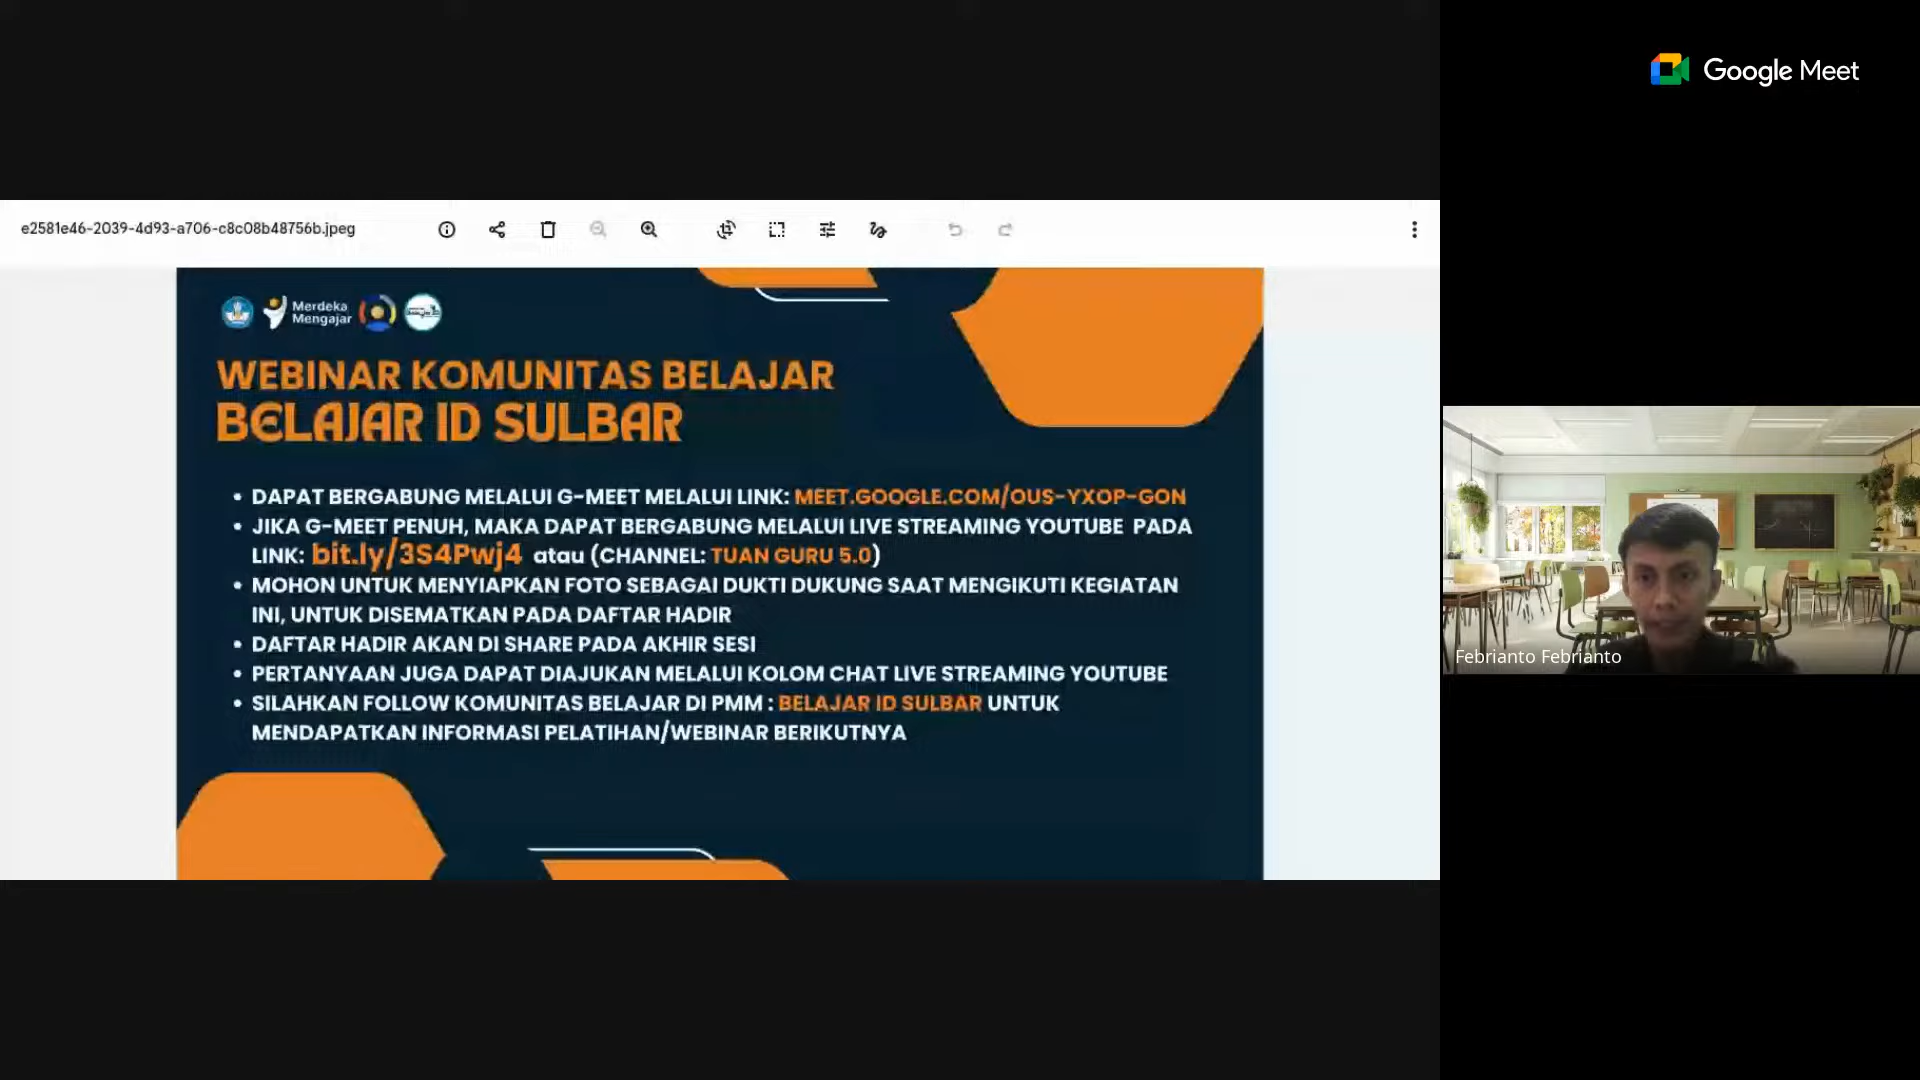 Google Meet
e2581e46-2039-4d93-a706-c8c08b48756b.jpeg
Merdeka
Mengajar
WEBINAR KOMUNITAS BELAJAR
BELAJAR ID SULBAR
• DAPAT BERGABUNG MELALUI G-MEET MELALUI LINK: MEET.GOOGLE.COM/OUS-YXOP-GON
• JIKA G-MEET PENUH, MAKA DAPAT BERGABUNG MELALUI LIVE STREAMING YOUTUBE PADA
LINK: bit.ly/3S4Pwj4 atau (CHANNEL: TUAN GURU 5.0)
• MOHON UNTUK MENYIAPKAN FOTO SEBAGAI DUKTI DUKUNG SAAT MENGIKUTI KEGIATAN
INI, UNTUK DISEMATKAN PADA DAFTAR HADIR
• DAFTAR HADIR AKAN DI SHARE PADA AKHIR SESI
• PERTANYAAN JUGA DAPAT DIAJUKAN MELALUI KOLOM CHAT LIVE STREAMING YOUTUBE
• SILAHKAN FOLLOW KOMUNITAS BELAJAR DI PMM : BELAJAR ID SULBAR UNTUK
MENDAPATKAN INFORMASI PELATIHAN/WEBINAR BERIKUTNYA
Febrianto Febrianto